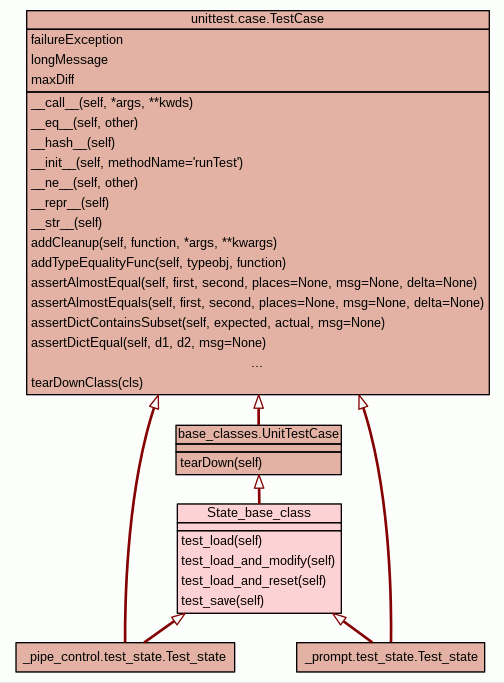 unittest.case.TestCase
failureException
longMessage
maxDiff
__call__(self, *args, **kwds)
__eq__(self, other)
__hash__(self)
__init__(self, methodName='runTest')
__ne__(self, other)
__repr__(self)
__str__(self)
addCleanup(self, function, *args, **kwargs)
addTypeEqualityFunc(self, typeobj, function)
assertAlmostEqual(self, first, second, places=None, msg=None, delta=None)
assertAlmostEquals(self, first, second, places=None, msg=None, delta=None)
assertDictContainsSubset(self, expected, actual, msg=None)
assertDictEqual(self, d1, d2, msg=None)
...
tearDownClass(cls)
base_classes.UnitTestCase
tearDown(self)
State_base_class
test_load(self)
test_load_and_modify(self)
test_load_and_reset(self)
test_save(self)
_pipe_control.test_state.Test_state
_prompt.test_state.Test_state